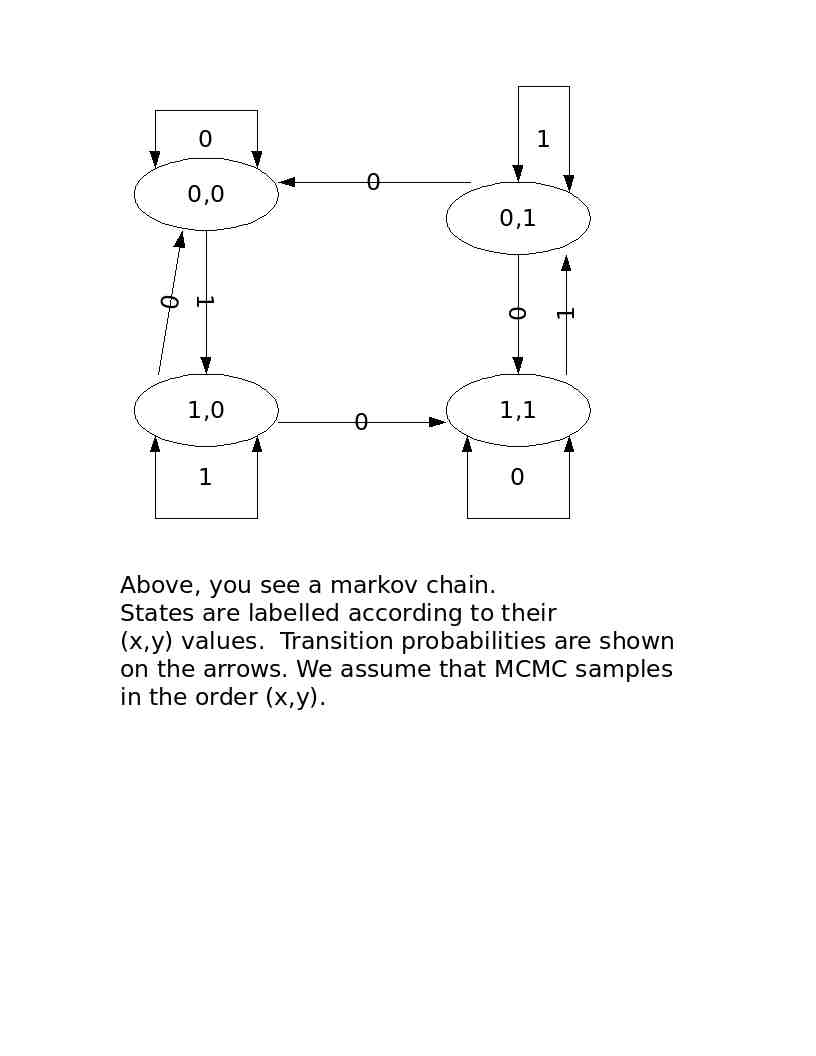 0
1
0,0
0
0,1
0
1
0
1
1,0
0
1,1
1
0
Above, you see a markov chain.
States are labelled according to their
(x,y) values.  Transition probabilities are shown
on the arrows. We assume that MCMC samples
in the order (x,y).